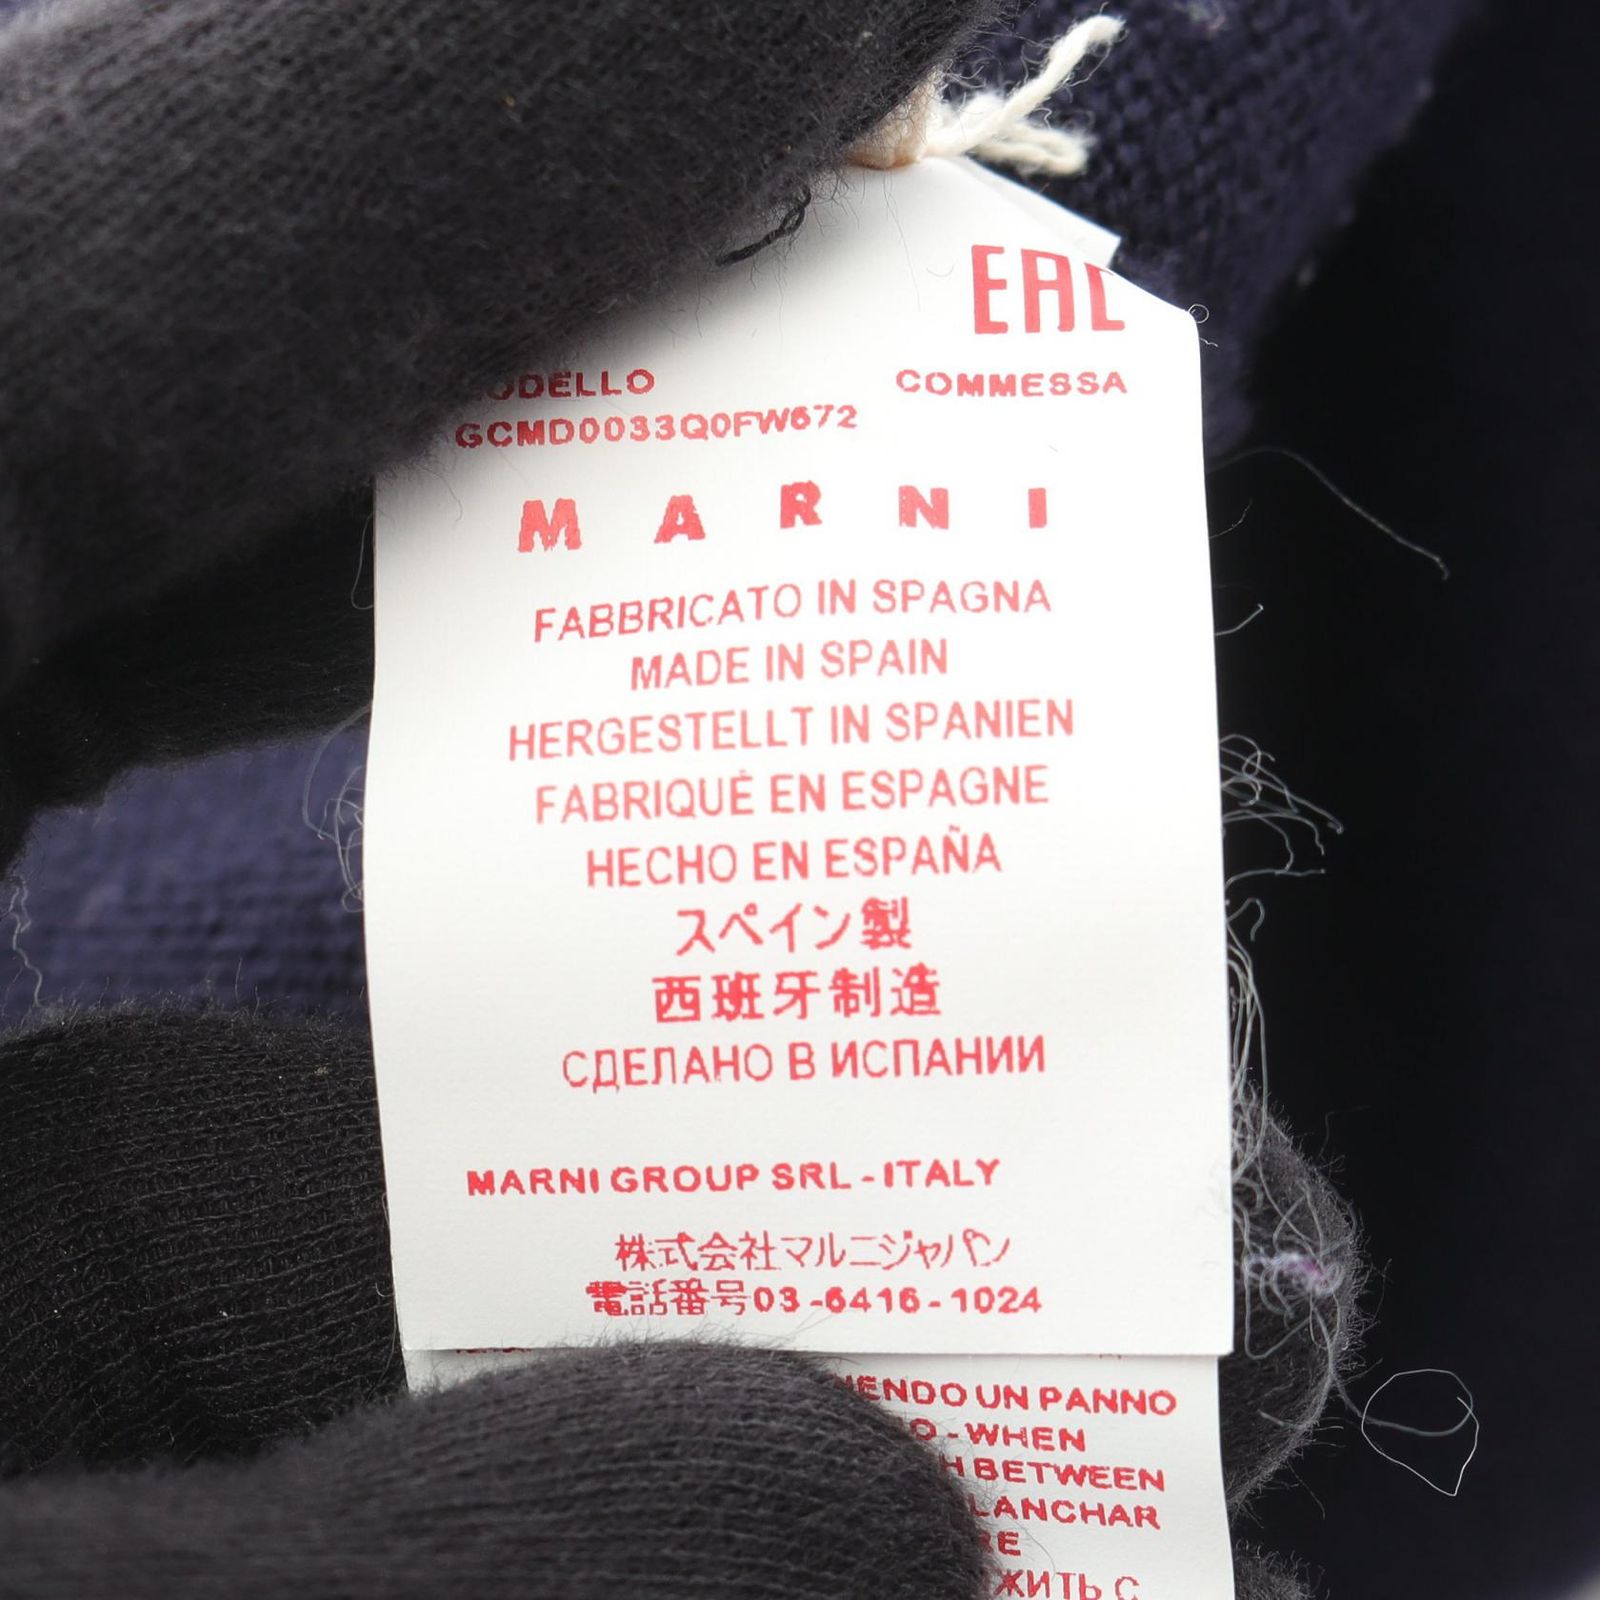 EAC
MODELLO COMMESSA
GCMD0033Q0FW672
MARNI
FABBRICATO IN SPAGNA
MADE IN SPAIN
HERGESTELLT IN SPANIEN
FABRIQUÉ EN ESPAGNE
HECHO EN ESPAÑA
スペイン製
西班牙制造
СДЕЛАНО В ИСПАНИИ
MARNI GROUP SRL - ITALY
株式会社マルニジャパン
電話番号03-6416-1024
UN PANNO
- WHEN
BETWEEN
С